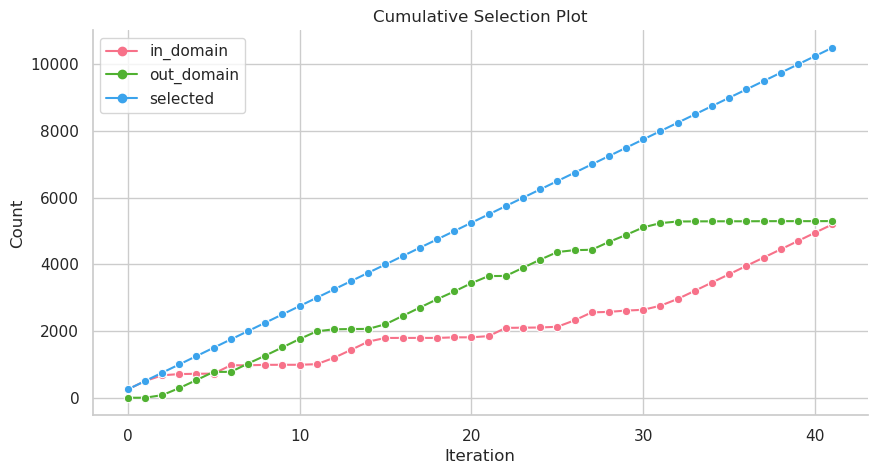 Cumulative Selection Plot
in_domain
out_domain
selected
Count
10000
8000
6000
4000
2000
0
0 10 20 30 40
Iteration